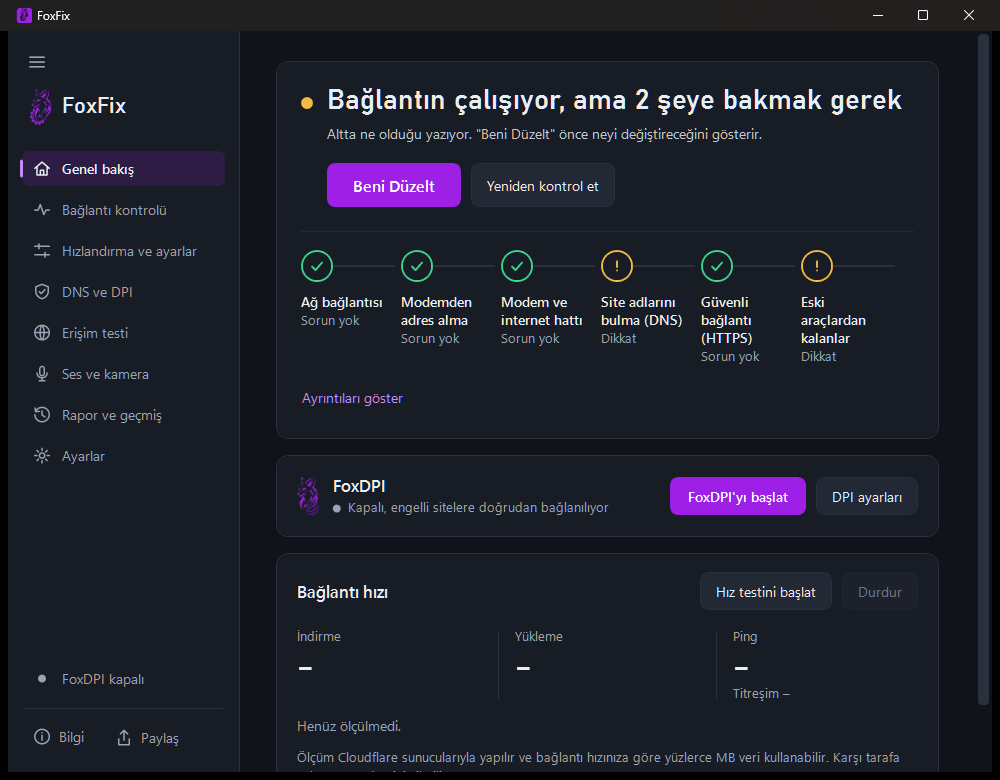 FoxFix
FoxFix
Genel bakış
Bağlantı kontrolü
Hızlandırma ve ayarlar
DNS ve DPI
Erişim testi
Ses ve kamera
Rapor ve geçmiş
Ayarlar
FoxDPI kapalı
Bilgi
Paylaş
Bağlantın çalışıyor, ama 2 şeye bakmak gerek
Altta ne olduğu yazıyor. "Beni Düzelt" önce neyi değiştireceğini gösterir.
Beni Düzelt
Yeniden kontrol et
Ağ bağlantısı
Sorun yok
Modemden
adres alma
Sorun yok
Modem ve
internet hattı
Sorun yok
Site adlarını
bulma (DNS)
Dikkat
Güvenli
bağlantı
(HTTPS)
Sorun yok
Eski
araçlardan
kalanlar
Dikkat
Ayrıntıları göster
FoxDPI
Kapalı, engelli sitelere doğrudan bağlanılıyor
FoxDPI'yı başlat
DPI ayarları
Bağlantı hızı
Hız testini başlat
Durdur
İndirme
–
Yükleme
–
Ping
–
Titreşim –
Henüz ölçülmedi.
Ölçüm Cloudflare sunucularıyla yapılır ve bağlantı hızınıza göre yüzlerce MB veri kullanabilir. Karşı tarafa